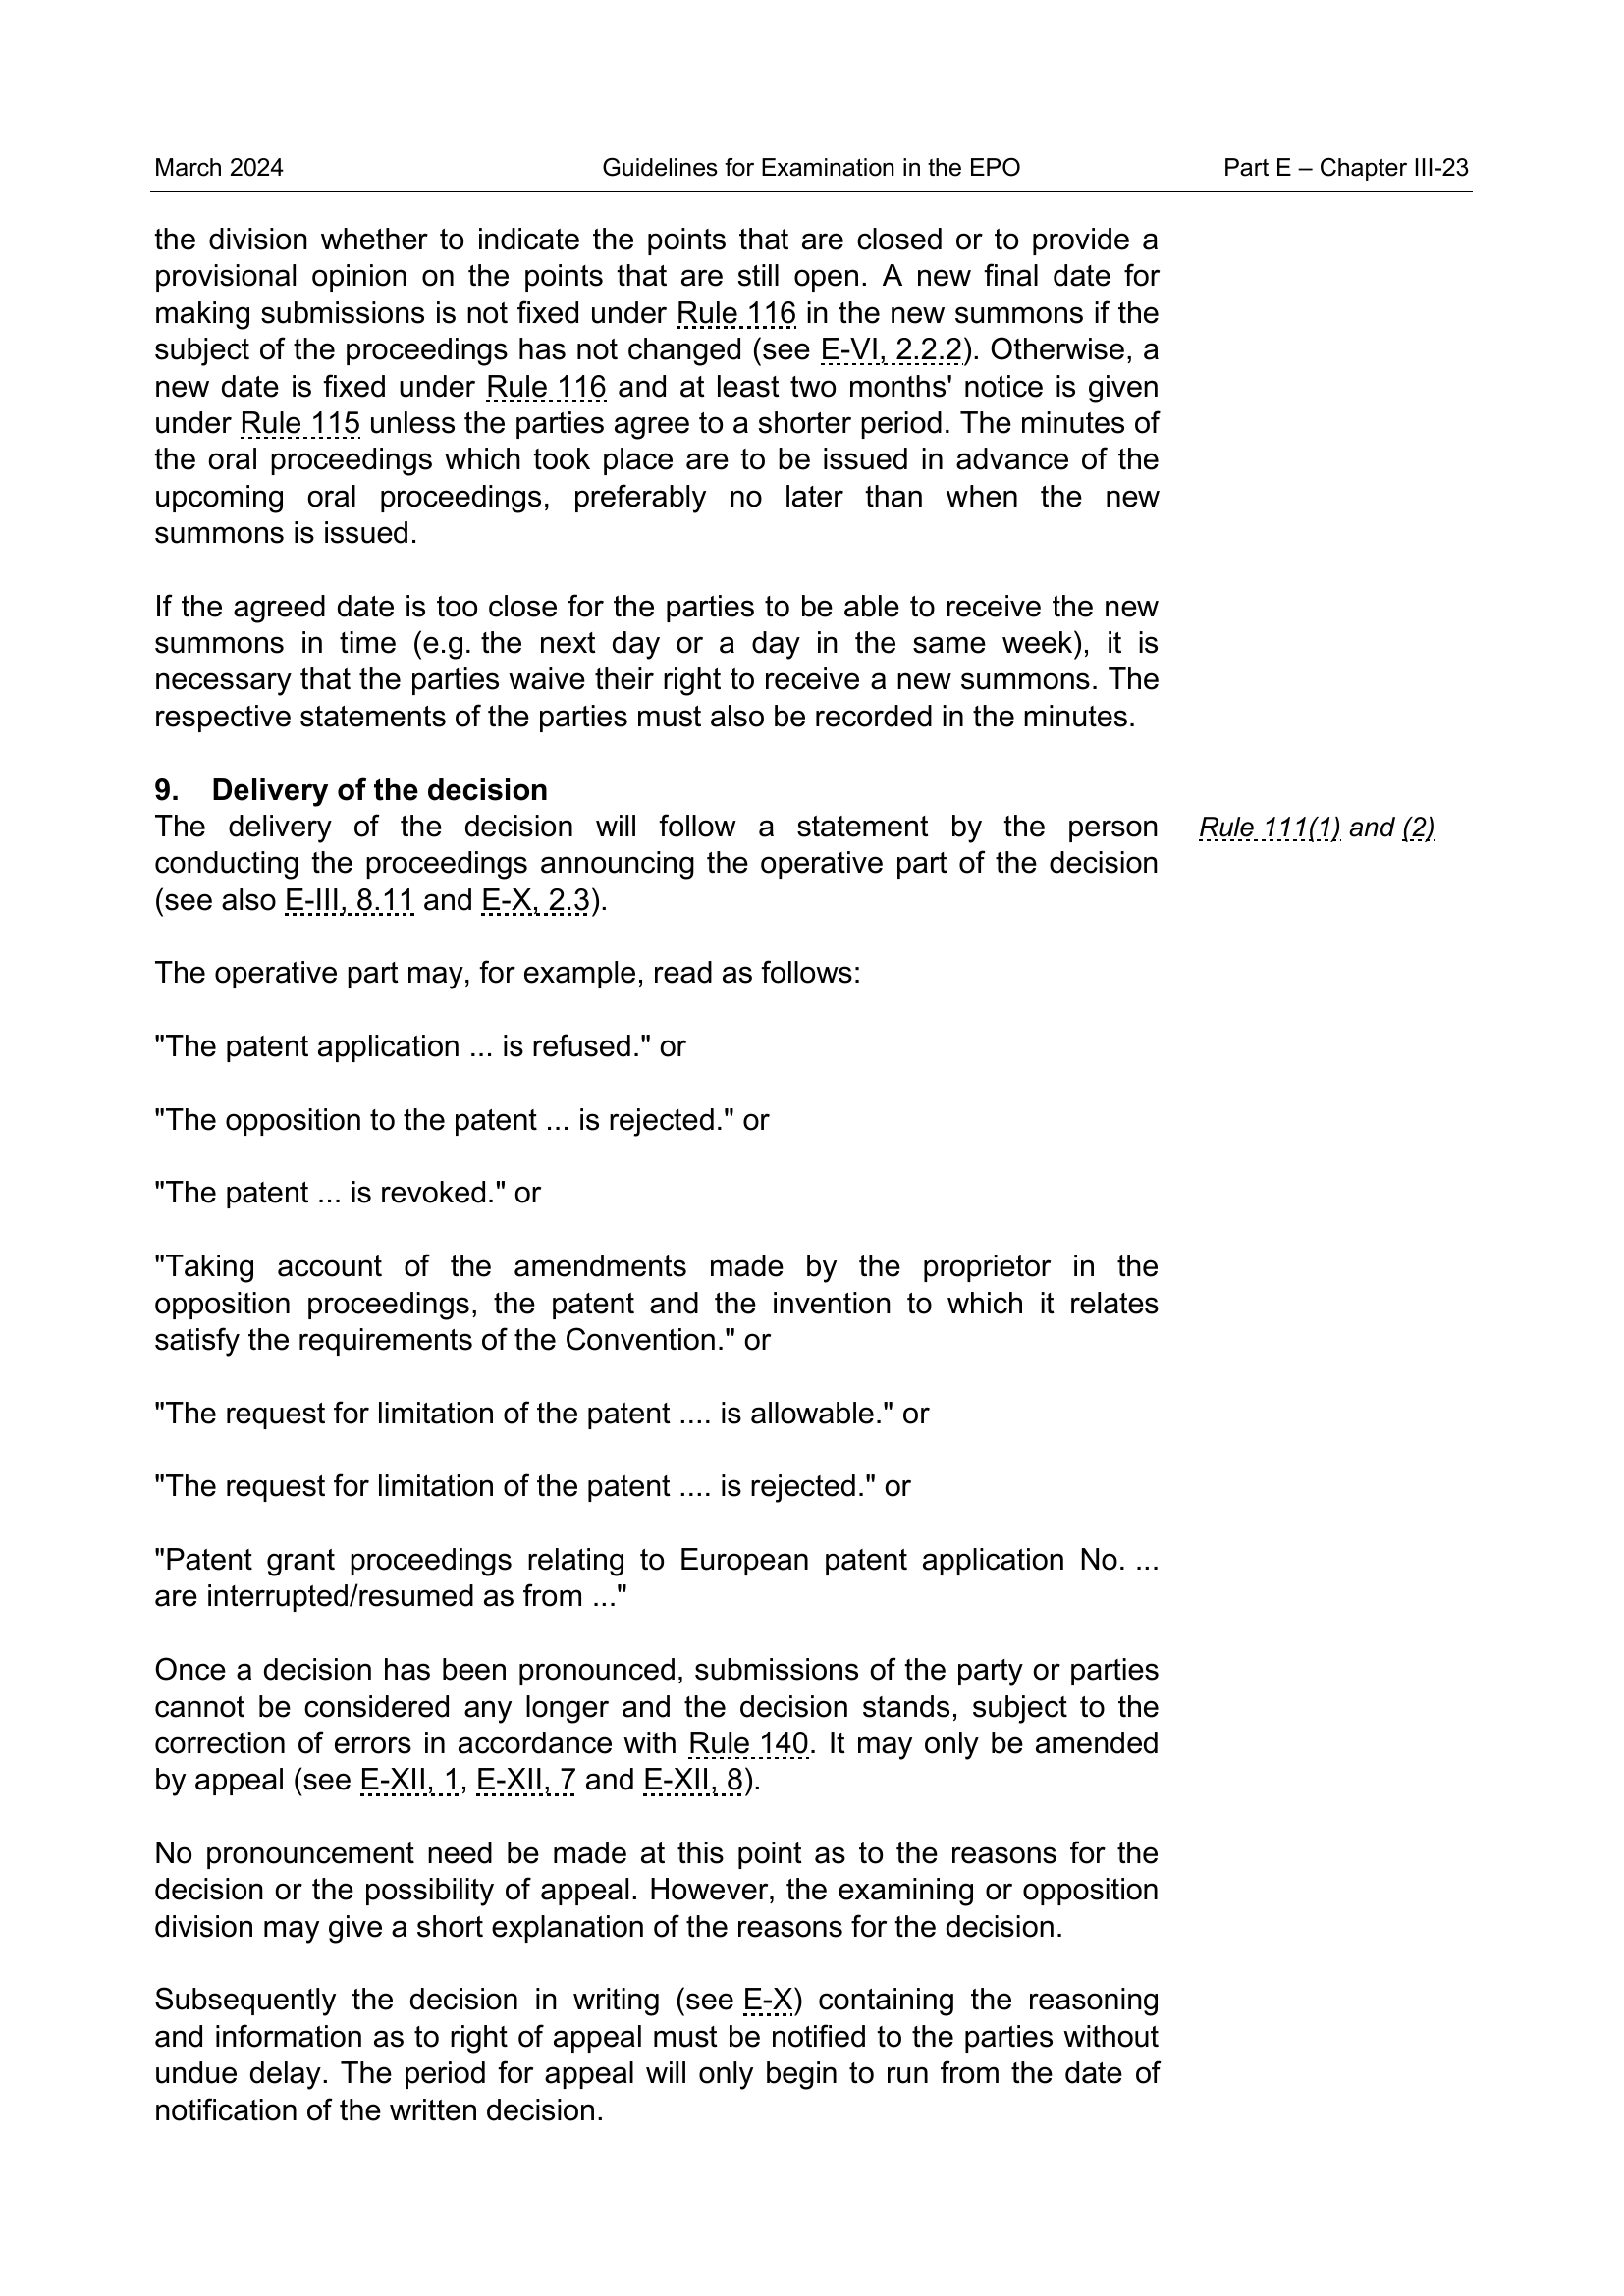 March 2024 Guidelines for Examination in the EPO Part E – Chapter III-23
the division whether to indicate the points that are closed or to provide a
provisional opinion on the points that are still open. A new final date for
making submissions is not fixed under Rule 116 in the new summons if the
subject of the proceedings has not changed (see E-VI, 2.2.2). Otherwise, a
new date is fixed under Rule 116 and at least two months' notice is given
under Rule 115 unless the parties agree to a shorter period. The minutes of
the oral proceedings which took place are to be issued in advance of the
upcoming oral proceedings, preferably no later than when the new
summons is issued.
If the agreed date is too close for the parties to be able to receive the new
summons in time (e.g. the next day or a day in the same week), it is
necessary that the parties waive their right to receive a new summons. The
respective statements of the parties must also be recorded in the minutes.
9. Delivery of the decision
The delivery of the decision will follow a statement by the person
conducting the proceedings announcing the operative part of the decision
(see also E-III, 8.11 and E-X, 2.3).
Rule 111(1) and (2)
The operative part may, for example, read as follows:
"The patent application ... is refused." or
"The opposition to the patent ... is rejected." or
"The patent ... is revoked." or
"Taking account of the amendments made by the proprietor in the
opposition proceedings, the patent and the invention to which it relates
satisfy the requirements of the Convention." or
"The request for limitation of the patent .... is allowable." or
"The request for limitation of the patent .... is rejected." or
"Patent grant proceedings relating to European patent application No. ...
are interrupted/resumed as from ..."
Once a decision has been pronounced, submissions of the party or parties
cannot be considered any longer and the decision stands, subject to the
correction of errors in accordance with Rule 140. It may only be amended
by appeal (see E-XII, 1, E-XII, 7 and E-XII, 8).
No pronouncement need be made at this point as to the reasons for the
decision or the possibility of appeal. However, the examining or opposition
division may give a short explanation of the reasons for the decision.
Subsequently the decision in writing (see E-X) containing the reasoning
and information as to right of appeal must be notified to the parties without
undue delay. The period for appeal will only begin to run from the date of
notification of the written decision.